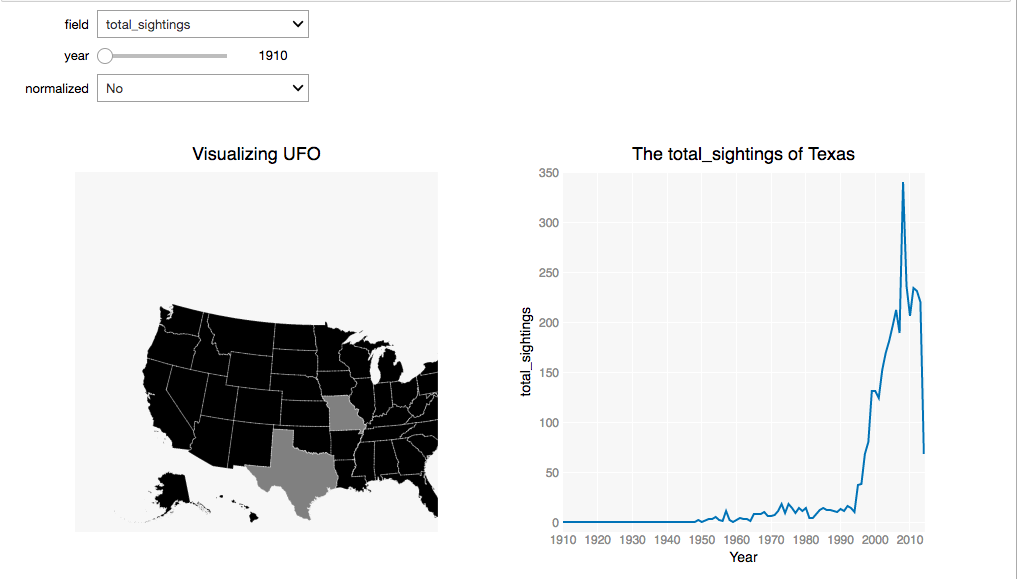 field total_sightings
year 1910
normalized No
Visualizing UFO
The total_sightings of Texas
350
300
250
200
150
100
50
0
total_sightings
1910 1920 1930 1940 1950 1960 1970 1980 1990 2000 2010
Year